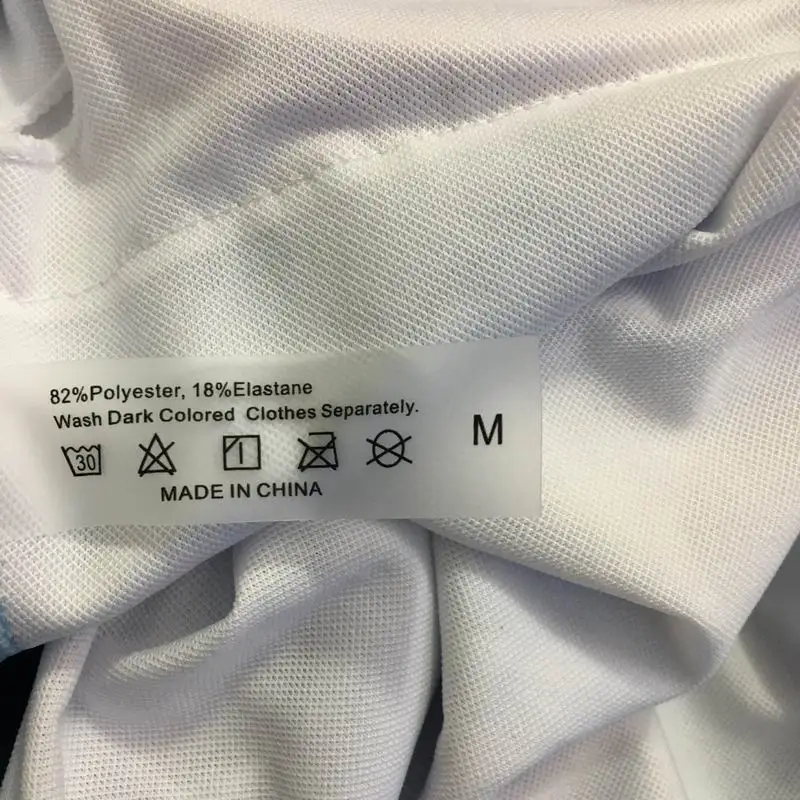 82%Polyester, 18%Elastane
Wash Dark Colored Clothes Separately.
30
M
MADE IN CHINA